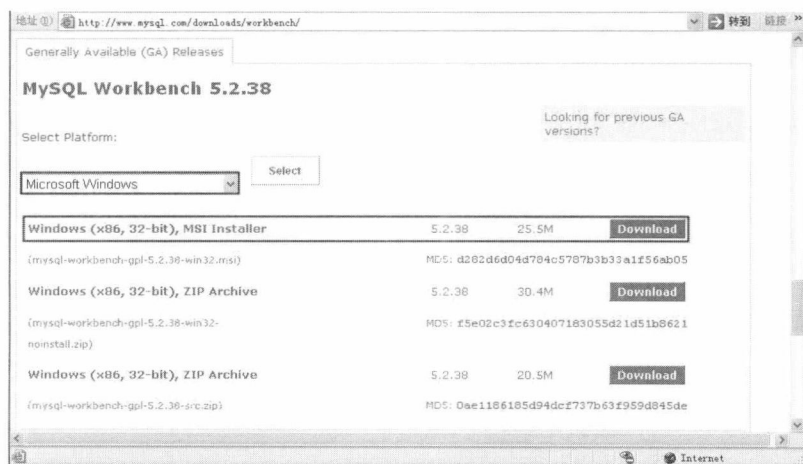 地址(D) http://www.mysql.com/downloads/workbench/ 转到 链接 »
Generally Available (GA) Releases
MySQL Workbench 5.2.38
Looking for previous GA
versions?
Select Platform:
Microsoft Windows Select
Windows (x86, 32-bit), MSI Installer 5.2.38 25.5M Download
(mysql-workbench-gpl-5.2.38-win32.msi) MD5: d282d6d04d784c5787b3b33a1f56ab05
Windows (x86, 32-bit), ZIP Archive 5.2.38 30.4M Download
(mysql-workbench-gpl-5.2.38-win32- MD5: f5e02c3fc630407183055d21d51b8621
noinstall.zip)
Windows (x86, 32-bit), ZIP Archive 5.2.38 20.5M Download
(mysql-workbench-gpl-5.2.38-src.zip) MD5: 0ae1186185d94dcf737b63f959d845de
Internet